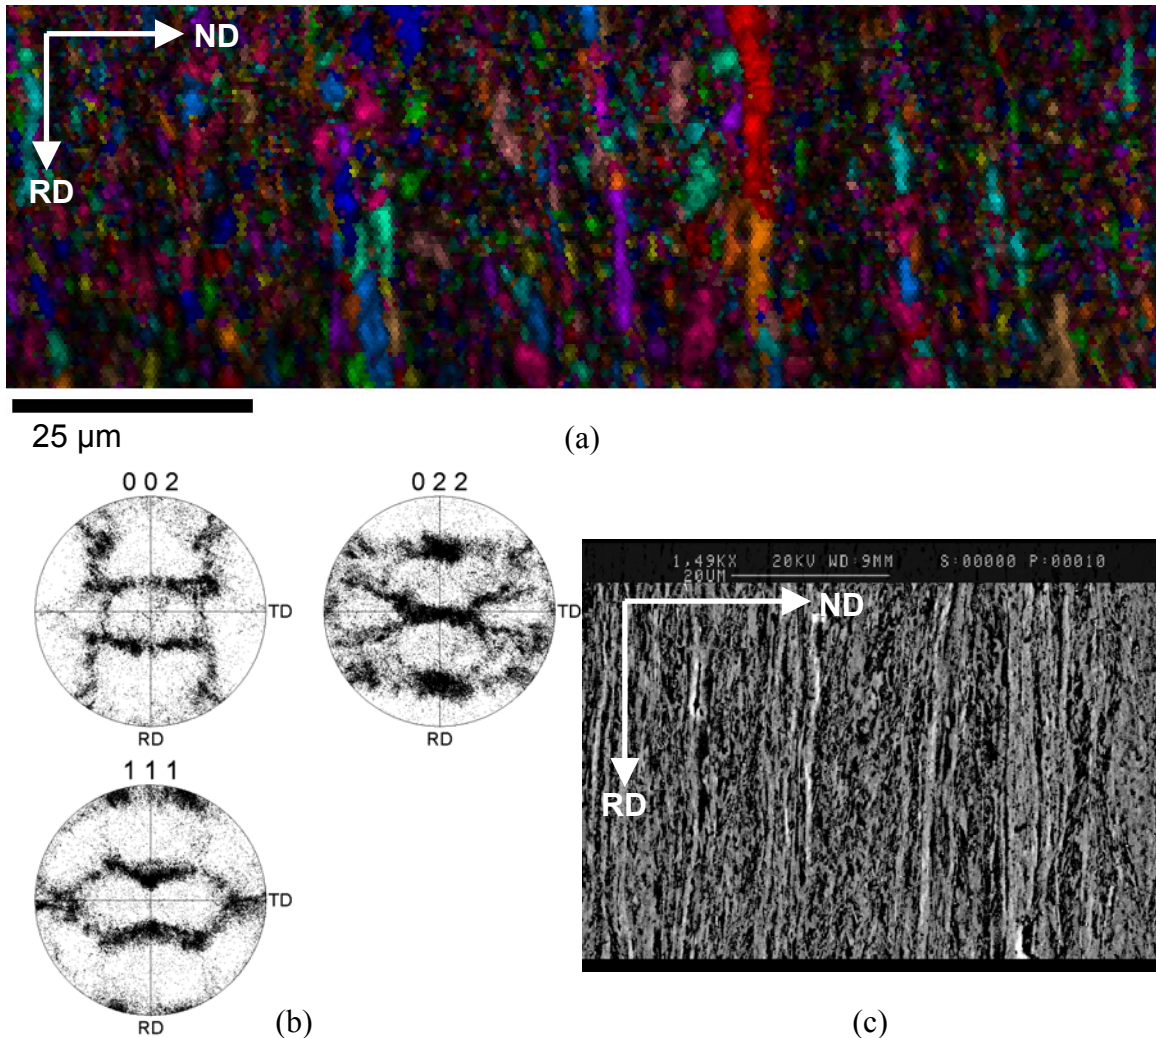 ND
RD
25 µm
(a)
0 0 2
TD
RD
0 2 2
TD
RD
1 1 1
TD
RD
(b)
1,49KX 20KV WD:9MM S:00000 P:00010
20UM
ND
RD
(c)